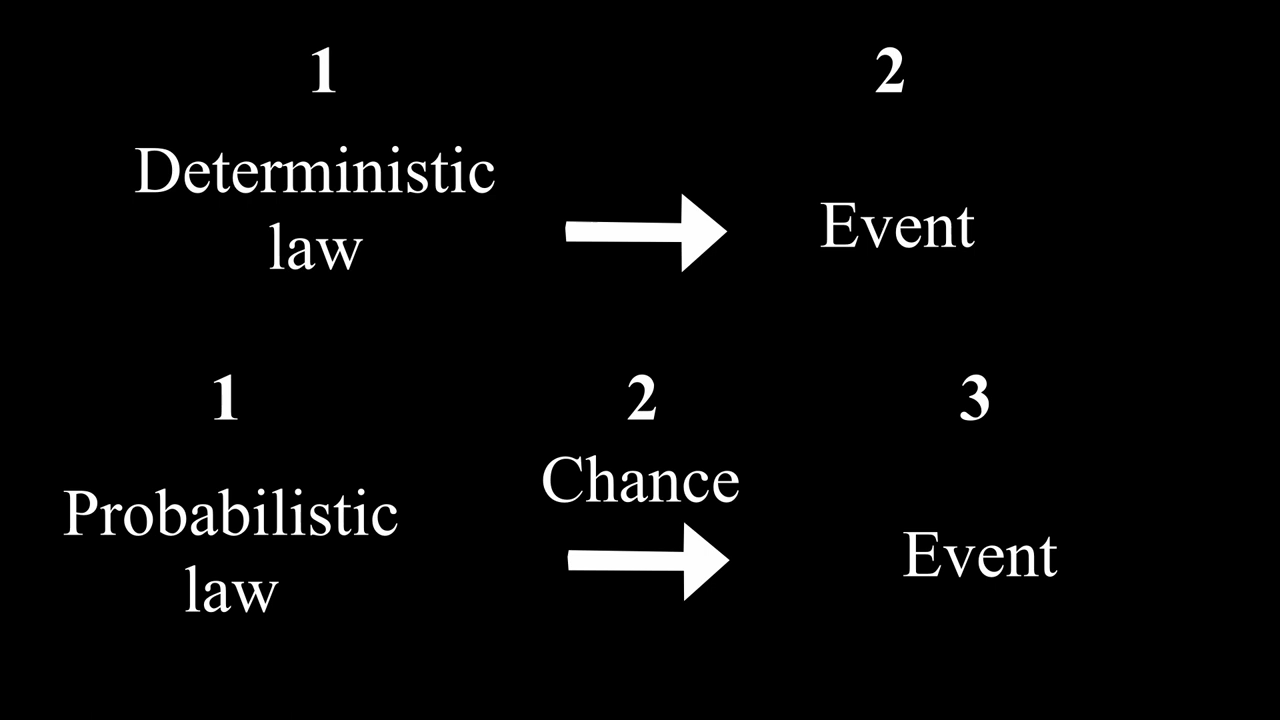 1
2
Deterministic
law
Event
1
2
3
Chance
Probabilistic
law
Event